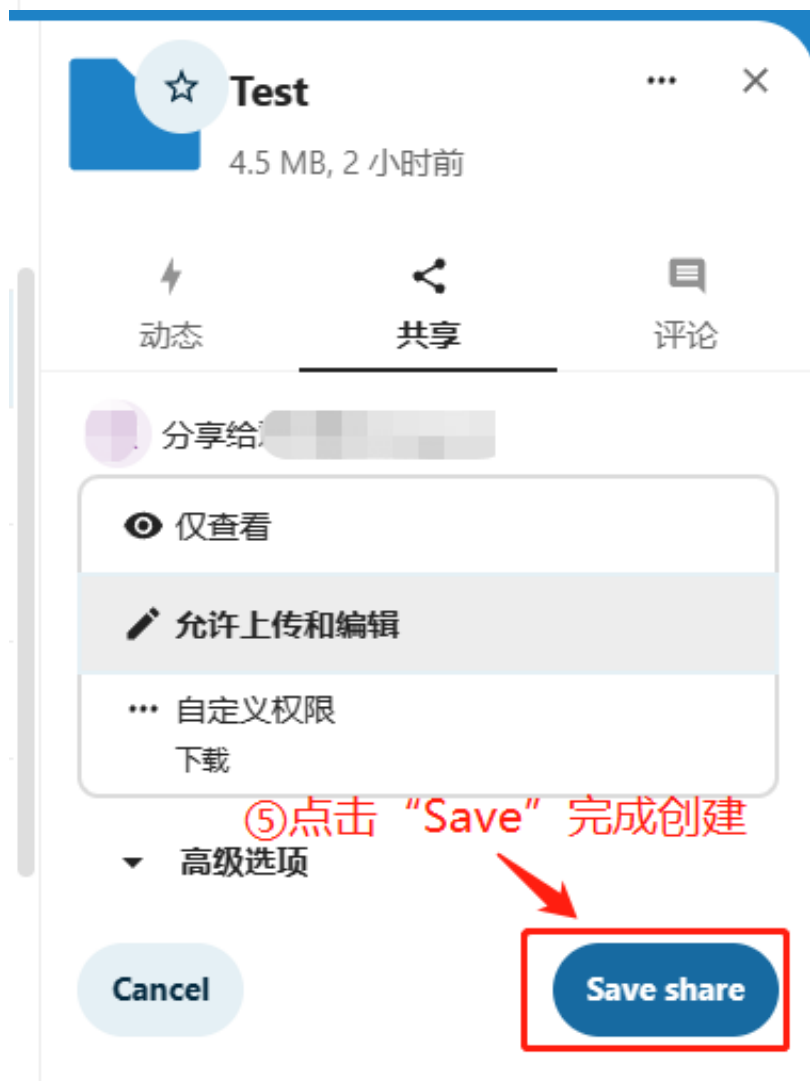 Test
4.5 MB, 2 小时前
动态
共享
评论
分享给
仅查看
允许上传和编辑
自定义权限
下载
⑤点击“Save”完成创建
高级选项
Cancel
Save share